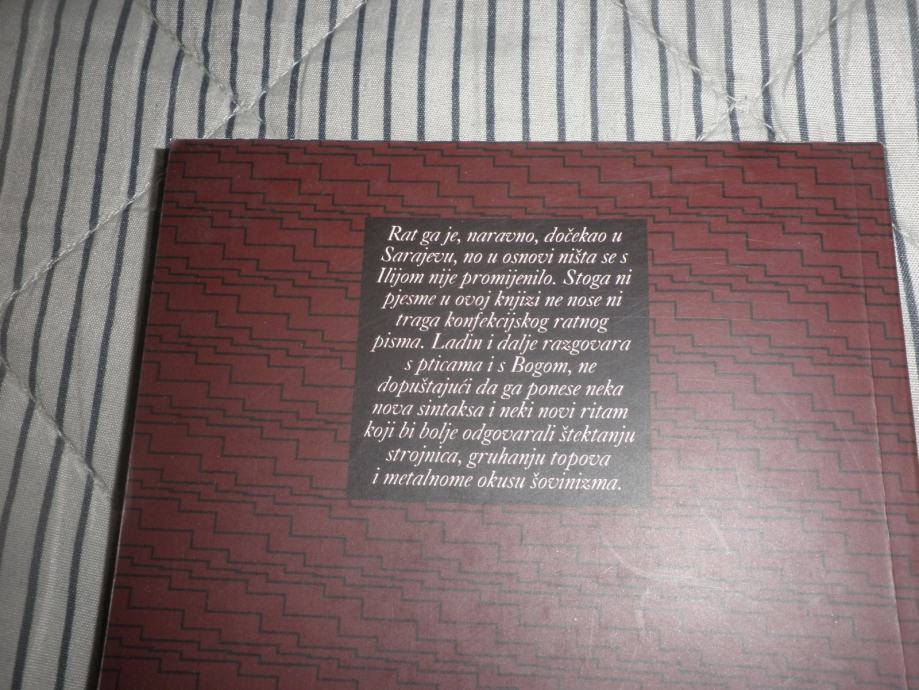 Rat ga je, naravno, dočekao u
Sarajevu, no u osnovi ništa se s
Ilijom nije promijenilo. Stoga ni
pjesme u ovoj knjizi ne nose ni
traga konfekcijskog ratnog
pisma. Ladin i dalje razgovara
s pticama i s Bogom, ne
dopuštajući da ga ponese neka
nova sintaksa i neki novi ritam
koji bi bolje odgovarali štektanju
strojnica, gruhanju topova
i metalnome okusu šovinizma.